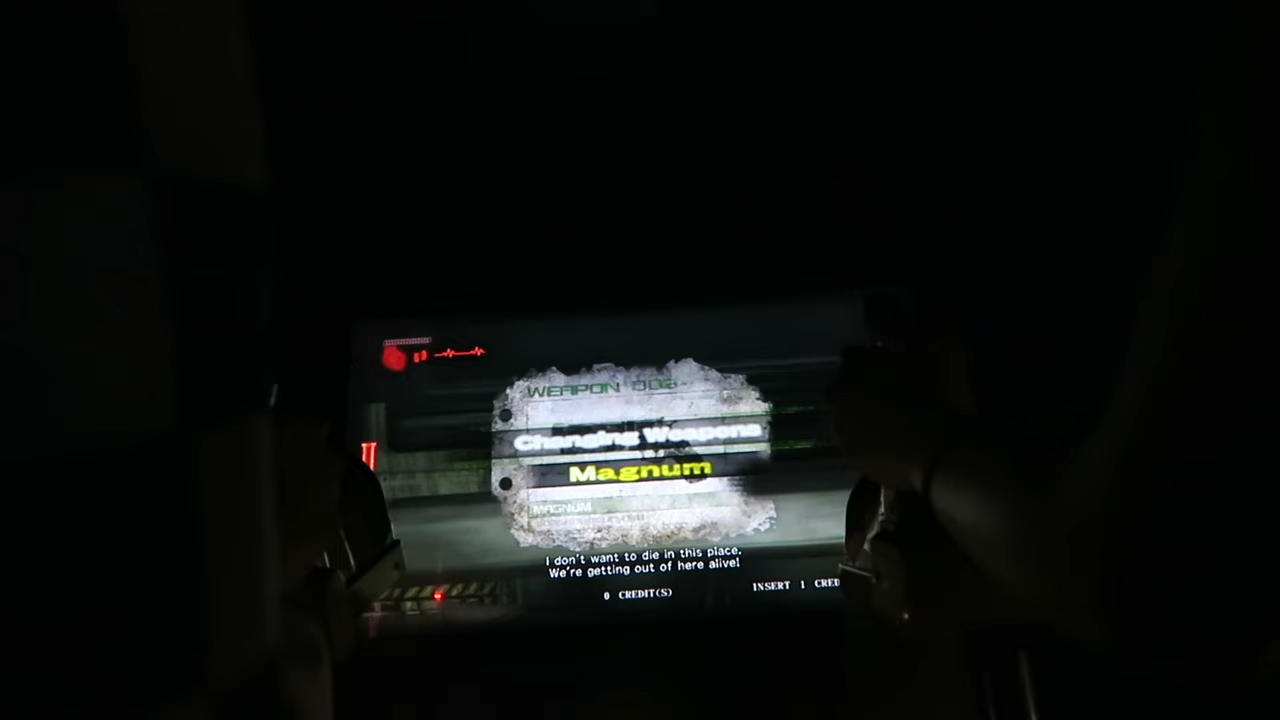 WEAPON 003
Changing Weapons
Magnum
MAGNUM
I don't want to die in this place.
We're getting out of here alive!
0 CREDIT(S)
INSERT 1 CRED